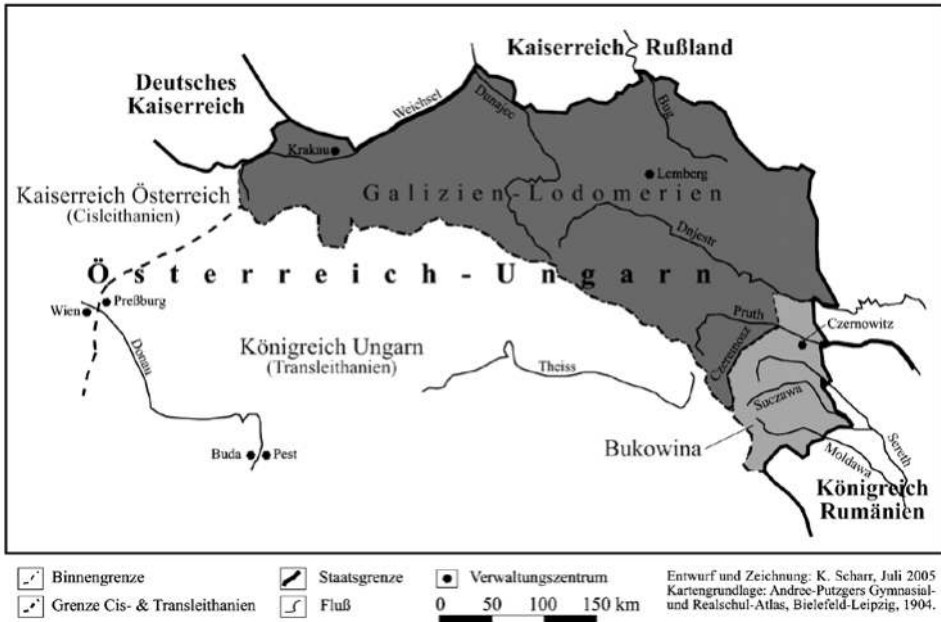 Kaiserreich Rußland
Deutsches
Kaiserreich
Weichsel
Dunajec
Bug
Krakau
Lemberg
Kaiserreich Österreich
(Cisleithanien)
Galizien-Lodomerien
Dnjestr
Österreich-Ungarn
Preßburg
Wien
Pruth
Czernowitz
Donau
Königreich Ungarn
(Transleithanien)
Czeremosz
Theiss
Suczawa
Buda
Pest
Bukowina
Moldawa
Sereth
Königreich
Rumänien
Binnengrenze
Staatsgrenze
Verwaltungszentrum
Grenze Cis- & Transleithanien
Fluß
0 50 100 150 km
Entwurf und Zeichnung: K. Scharr, Juli 2005
Kartengrundlage: Andree-Putzgers Gymnasial-
und Realschul-Atlas, Bielefeld-Leipzig, 1904.